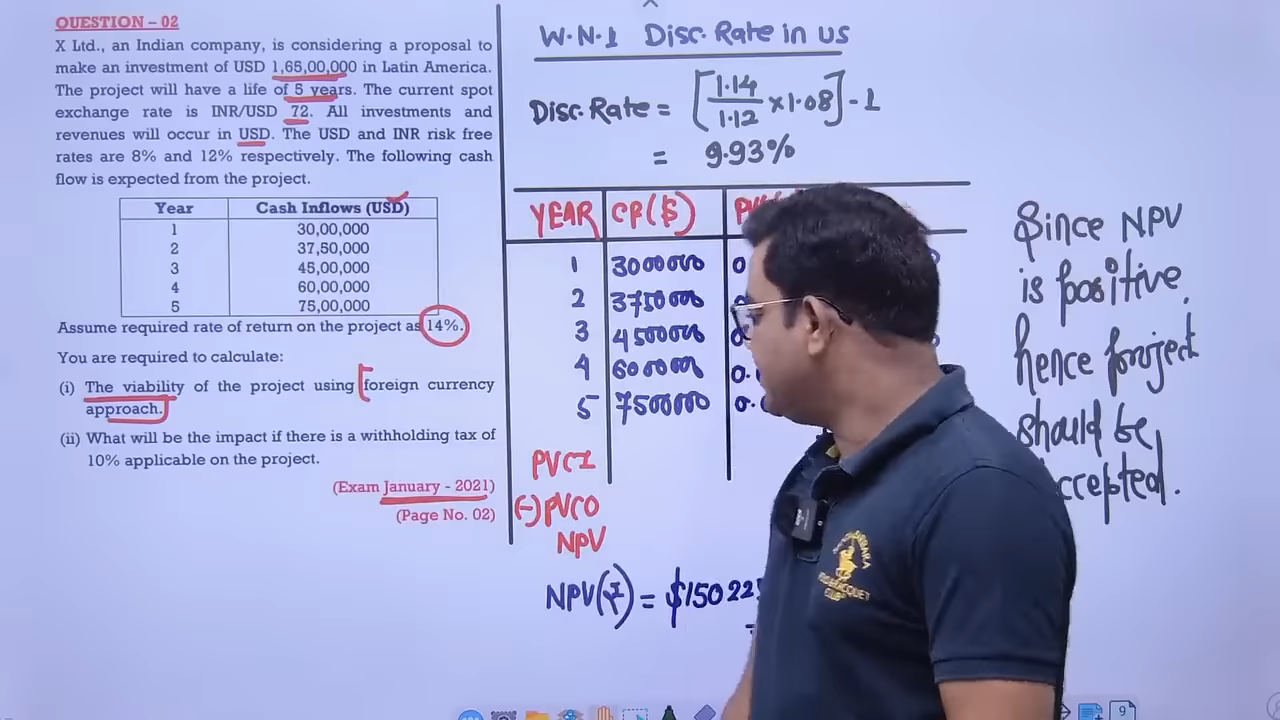 QUESTION – 02
X Ltd., an Indian company, is considering a proposal to
make an investment of USD 1,65,00,000 in Latin America.
The project will have a life of 5 years. The current spot
exchange rate is INR/USD 72. All investments and
revenues will occur in USD. The USD and INR risk free
rates are 8% and 12% respectively. The following cash
flow is expected from the project.
Year Cash Inflows (USD)
1 30,00,000
2 37,50,000
3 45,00,000
4 60,00,000
5 75,00,000
Assume required rate of return on the project as 14%.
You are required to calculate:
(i) The viability of the project using foreign currency
approach.
(ii) What will be the impact if there is a withholding tax of
10% applicable on the project.
(Exam January - 2021)
(Page No. 02)
W.N.1 Disc. Rate in US
Disc. Rate = [1.14/1.12 × 1.08] - 1
= 9.93%
YEAR CF($)
1 3000000
2 3750000
3 4500000
4 6000000
5 7500000
PVCI
(-) PVCO
NPV
NPV(₹) = $15022
Since NPV
is positive
hence project
should be
9